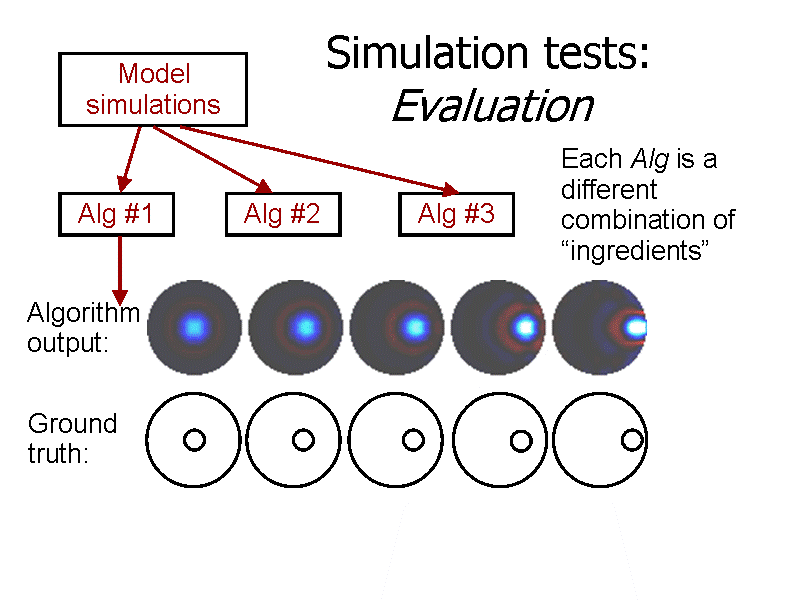 Simulation tests:
Evaluation
Model
simulations
Each Alg is a
different
combination of
“ingredients”
Alg #1
Alg #2
Alg #3
Algorithm
output:
Ground
truth: